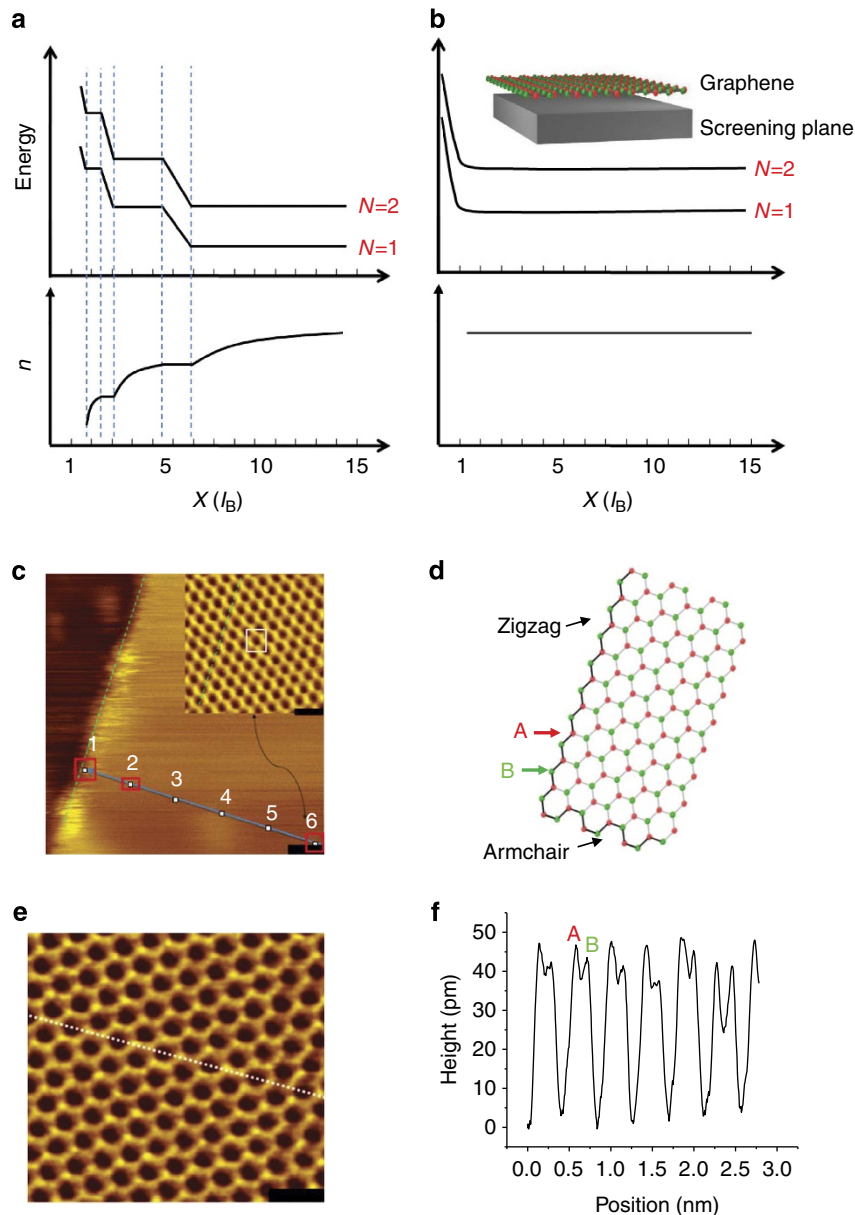 a
Energy
N=2
N=1
n
1 5 10 15
X (lB)
b
Graphene
Screening plane
N=2
N=1
1 5 10 15
X (lB)
c
1
2
3
4
5
6
d
Zigzag
A
B
Armchair
e
f
A
B
Height (pm)
50
40
30
20
10
0
0.0 0.5 1.0 1.5 2.0 2.5 3.0
Position (nm)